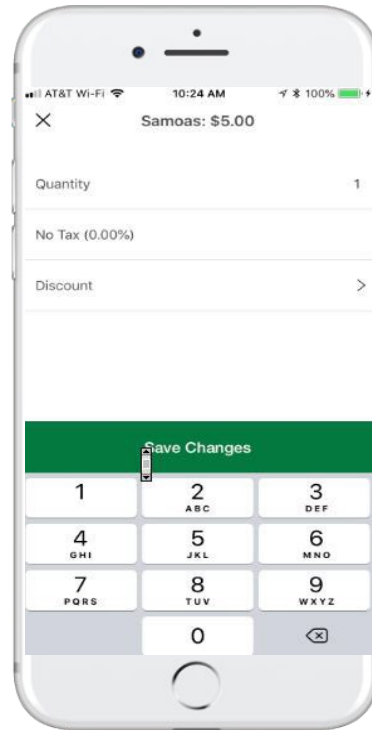 AT&T Wi-Fi 10:24 AM 100%
Samoas: $5.00
Quantity 1
No Tax (0.00%)
Discount
Save Changes
1 2 3
ABC DEF
4 5 6
GHI JKL MNO
7 8 9
PQRS TUV WXYZ
0